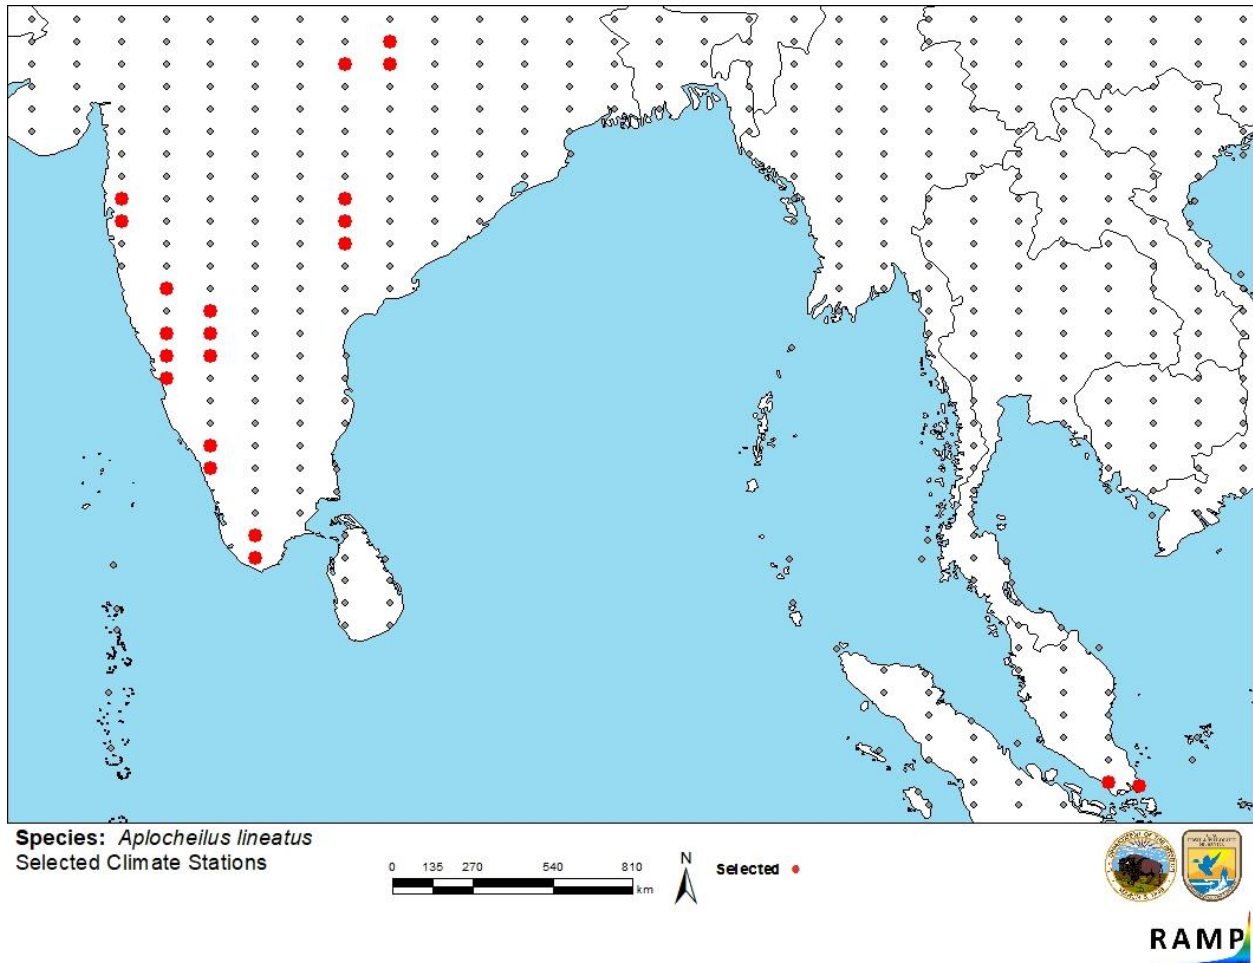 Species: Aplocheilus lineatus
Selected Climate Stations
0 135 270 540 810
km
N
Selected
RAMP